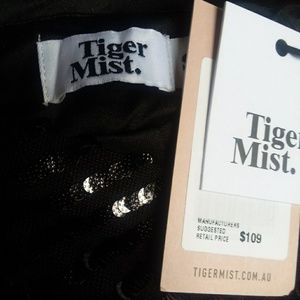 Tiger
Mist.
Tiger
Mist.
MANUFACTURERS
SUGGESTED
RETAIL PRICE
$109
TIGERMIST.COM.AU